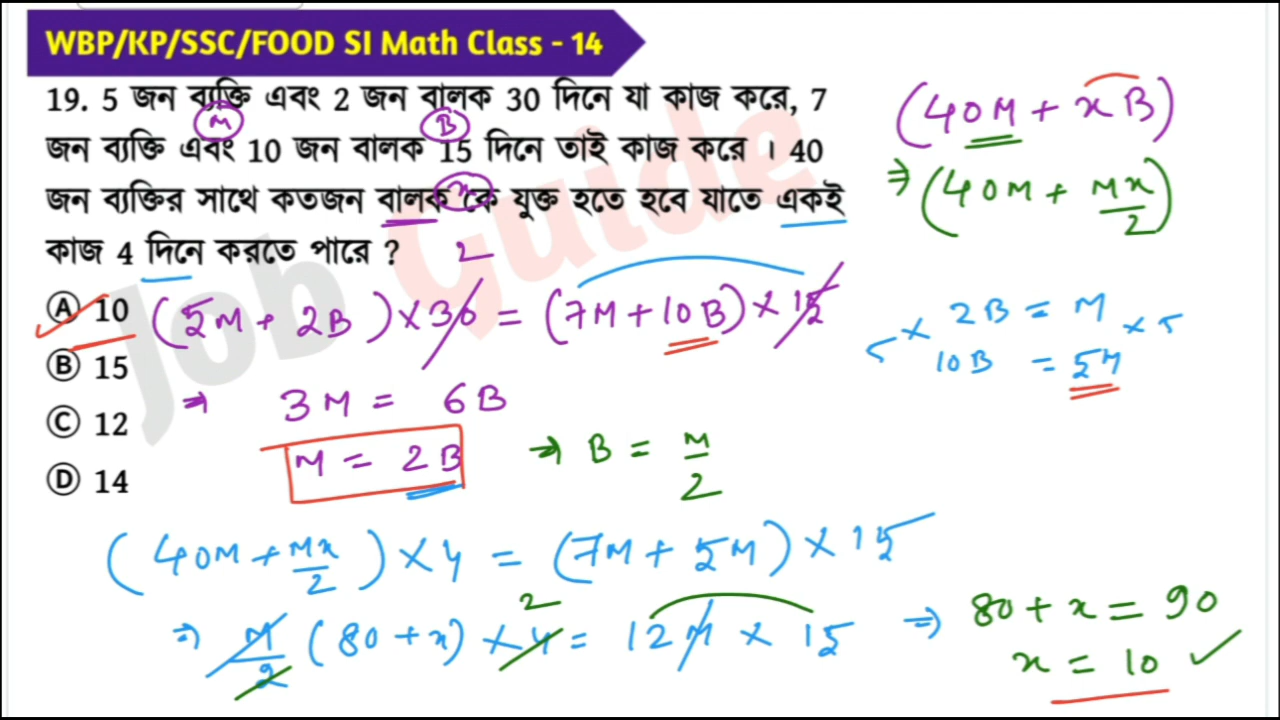 WBP/KP/SSC/FOOD SI Math Class - 14
19. 5 জন ব্যক্তি এবং 2 জন বালক 30 দিনে যা কাজ করে, 7
M B
জন ব্যক্তি এবং 10 জন বালক 15 দিনে তাই কাজ করে । 40
x
জন ব্যক্তির সাথে কতজন বালক কে যুক্ত হতে হবে যাতে একই
কাজ 4 দিনে করতে পারে ?
Ⓐ 10
Ⓑ 15
Ⓒ 12
Ⓓ 14
Job Guide
(40M + xB)
⇒ (40M + Mx/2)
2
(5M + 2B) × 30 = (7M + 10B) × 15
⇒ 3M = 6B
M = 2B ⇒ B = M/2
5 × 2B = M × 5
10B = 5M
(40M + Mx/2) × 4 = (7M + 5M) × 15
2
⇒ M/2 (80 + x) × 4 = 12M × 15 ⇒ 80 + x = 90
x = 10 ✓